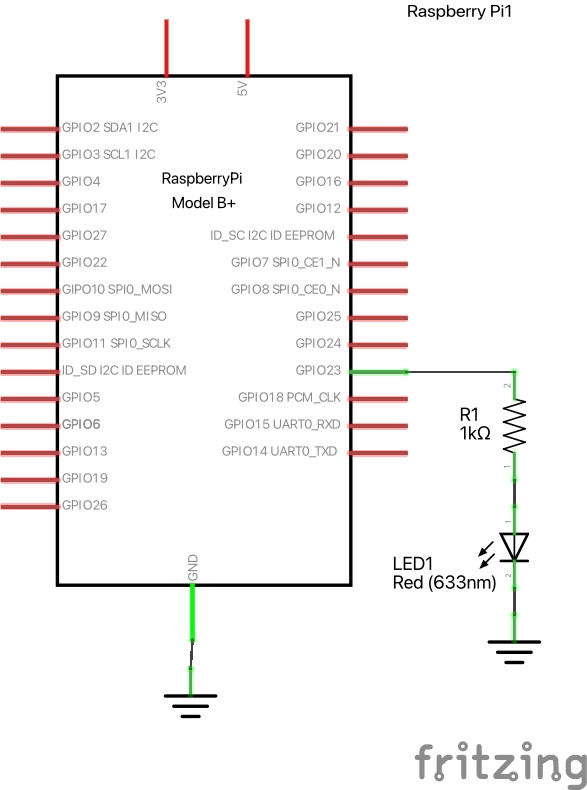 Raspberry Pi1
3V3
5V
GPIO2 SDA1 I2C
GPIO3 SCL1 I2C
GPIO4
GPIO17
GPIO27
GPIO22
GIPO10 SPI0_MOSI
GPIO9 SPI0_MISO
GPIO11 SPI0_SCLK
ID_SD I2C ID EEPROM
GPIO5
GPIO6
GPIO13
GPIO19
GPIO26
RaspberryPi
Model B+
GPIO21
GPIO20
GPIO16
GPIO12
ID_SC I2C ID EEPROM
GPIO7 SPI0_CE1_N
GPIO8 SPI0_CE0_N
GPIO25
GPIO24
GPIO23
GPIO18 PCM_CLK
GPIO15 UART0_RXD
GPIO14 UART0_TXD
GND
2
R1
1kΩ
1
1
LED1
Red (633nm)
2
fritzing